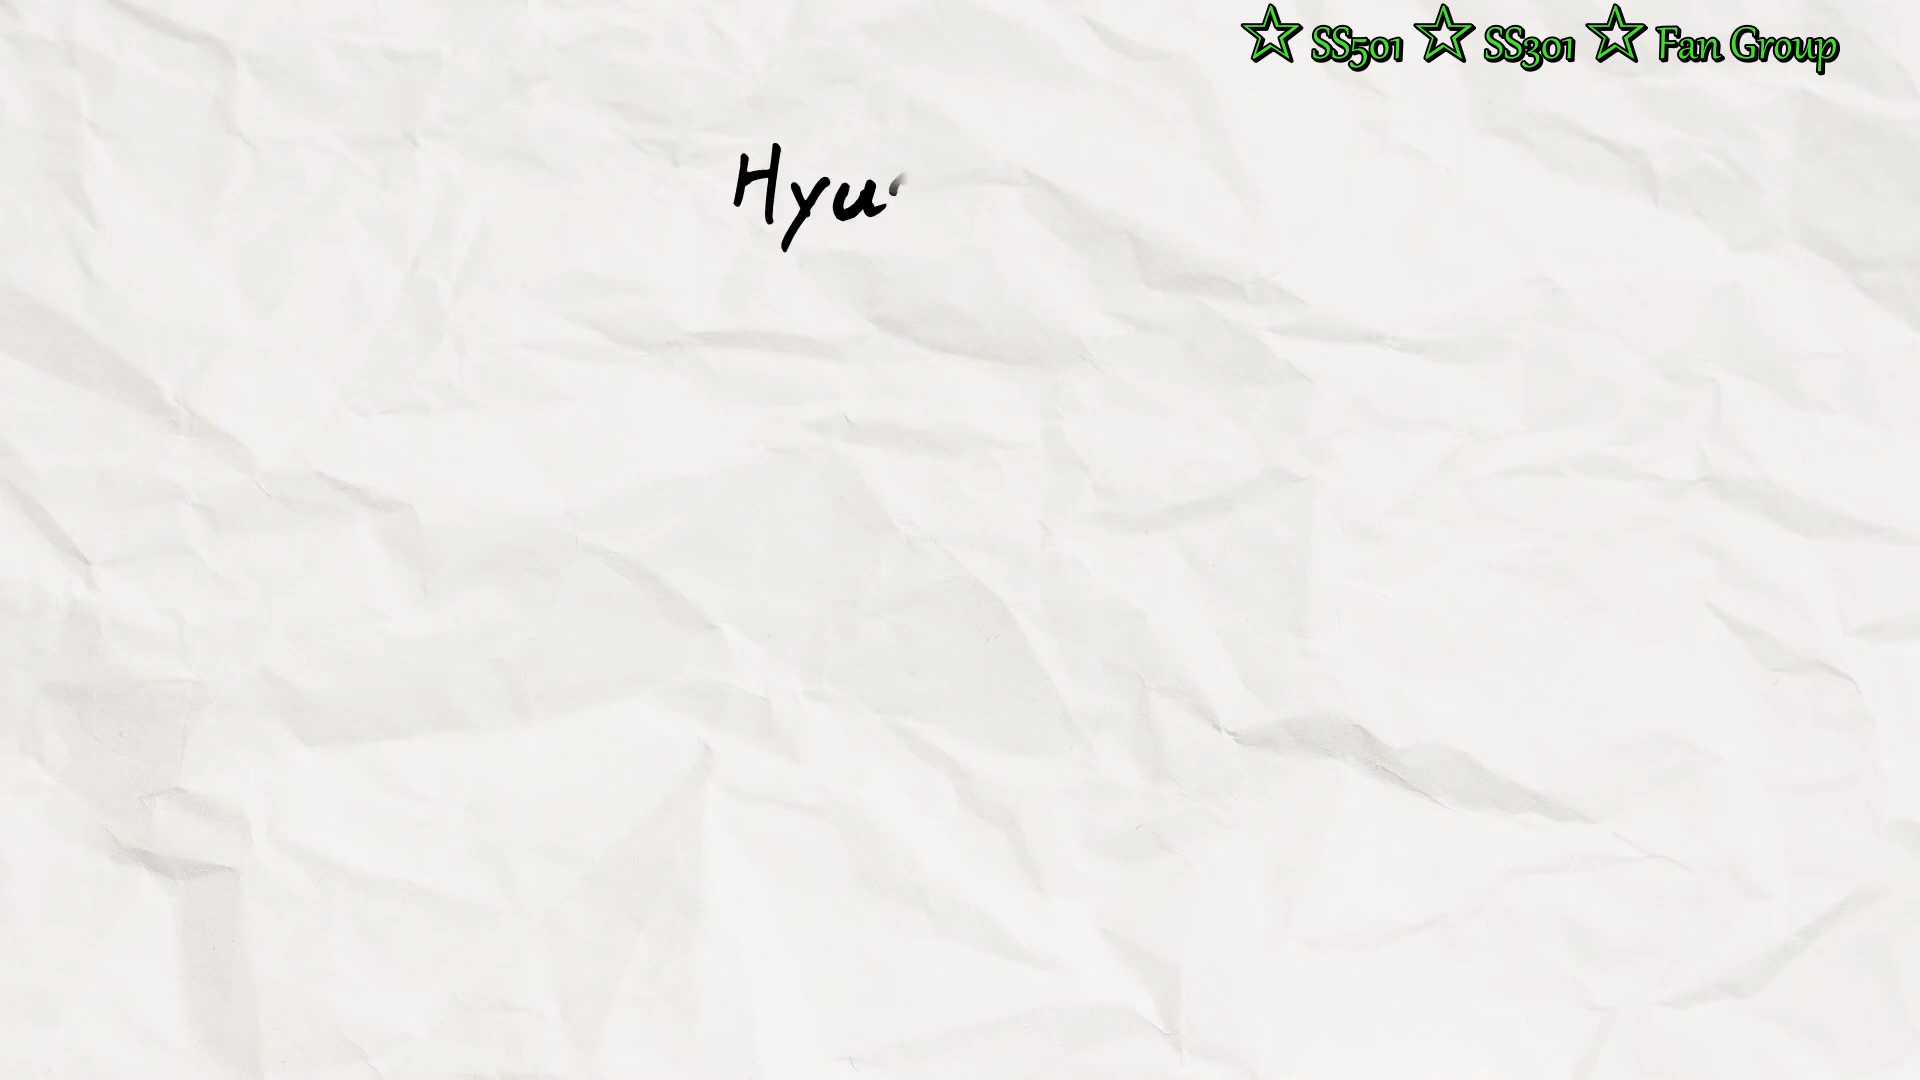 ☆ SS501 ☆ SS301 ☆ Fan Group
Hyu